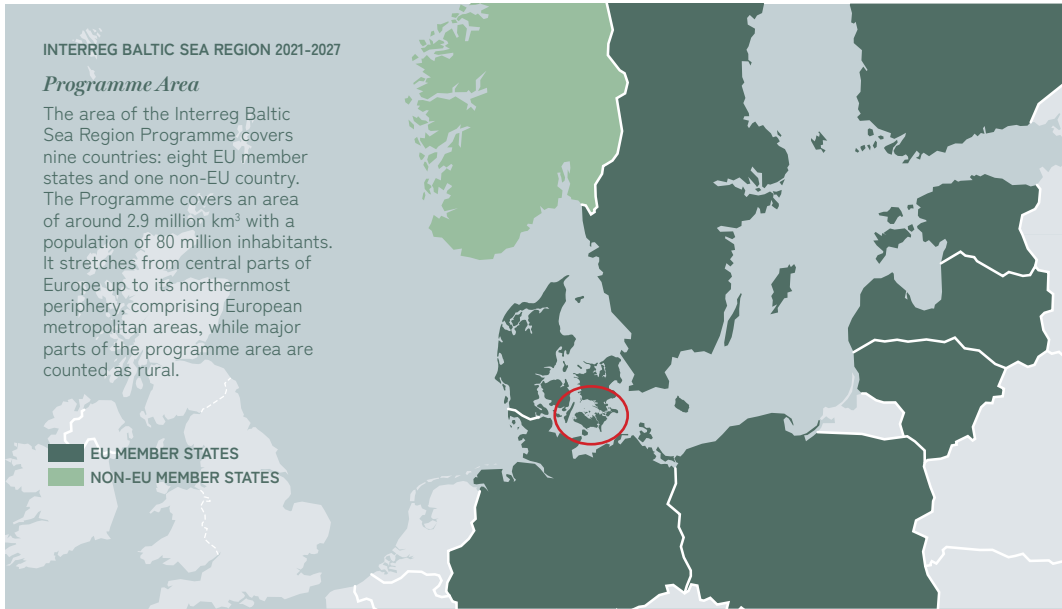 INTERREG BALTIC SEA REGION 2021-2027
Programme Area
The area of the Interreg Baltic
Sea Region Programme covers
nine countries: eight EU member
states and one non-EU country.
The Programme covers an area
of around 2.9 million km³ with a
population of 80 million inhabitants.
It stretches from central parts of
Europe up to its northernmost
periphery, comprising European
metropolitan areas, while major
parts of the programme area are
counted as rural.
EU MEMBER STATES
NON-EU MEMBER STATES